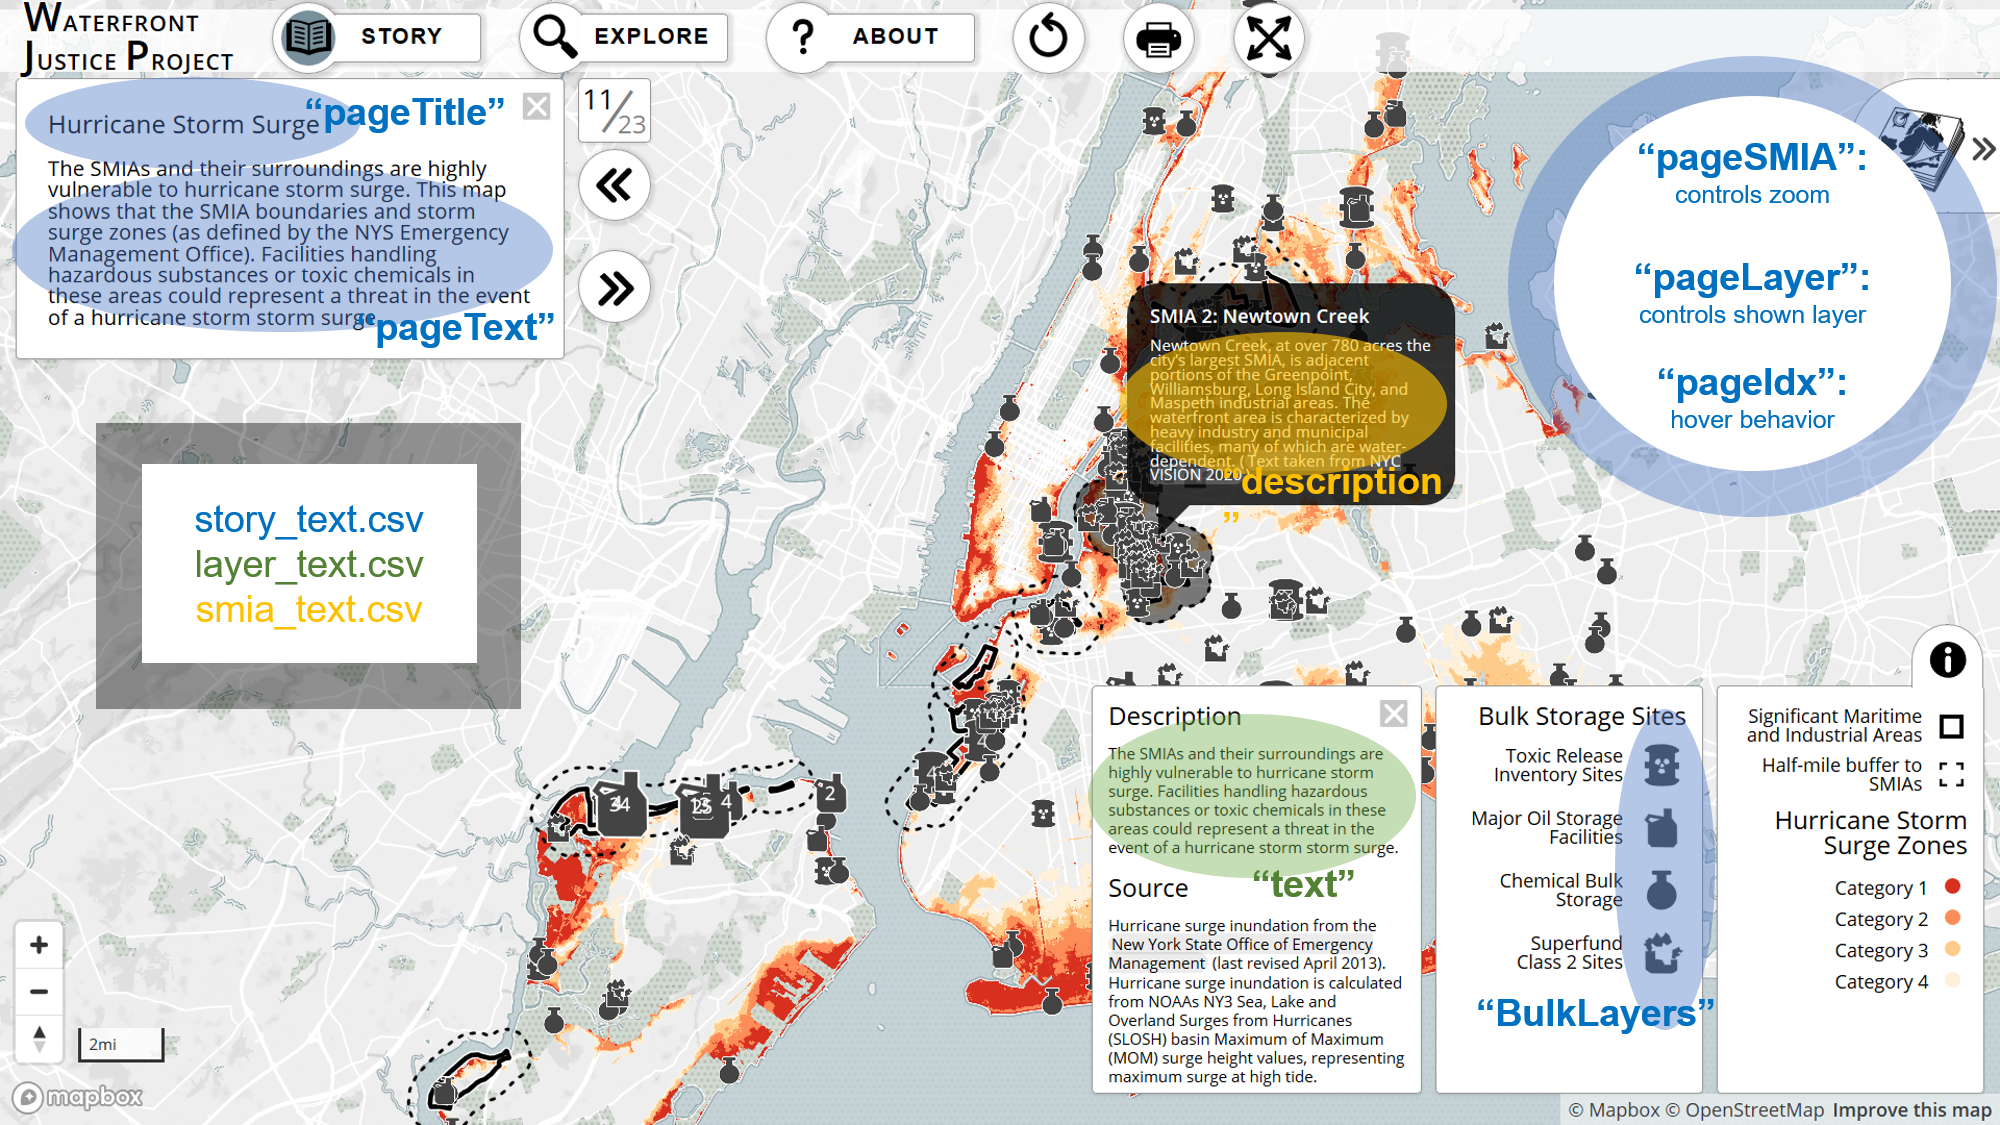 WATERFRONT
JUSTICE PROJECT
STORY
EXPLORE
? ABOUT
Hurricane Storm Surge
"pageTitle"
The SMIAs and their surroundings are highly
vulnerable to hurricane storm surge. This map
shows that the SMIA boundaries and storm
surge zones (as defined by the NYS Emergency
Management Office). Facilities handling
hazardous substances or toxic chemicals in
these areas could represent a threat in the event
of a hurricane storm storm surge
"pageText"
11/23
"pageSMIA":
controls zoom
"pageLayer":
controls shown layer
"pageIdx":
hover behavior
SMIA 2: Newtown Creek
Newtown Creek, at over 780 acres the
city's largest SMIA, is adjacent
portions of the Greenpoint,
Williamsburg, Long Island City, and
Maspeth industrial areas. The
waterfront area is characterized by
heavy industry and municipal
facilities, many of which are water-
dependent. (Text taken from NYC
VISION 2020
"description
"
story_text.csv
layer_text.csv
smia_text.csv
34
25
4
2
4
Description
The SMIAs and their surroundings are
highly vulnerable to hurricane storm
surge. Facilities handling hazardous
substances or toxic chemicals in these
areas could represent a threat in the
event of a hurricane storm storm surge.
"text"
Source
Hurricane surge inundation from the
New York State Office of Emergency
Management (last revised April 2013).
Hurricane surge inundation is calculated
from NOAAs NY3 Sea, Lake and
Overland Surges from Hurricanes
(SLOSH) basin Maximum of Maximum
(MOM) surge height values, representing
maximum surge at high tide.
Bulk Storage Sites
Toxic Release
Inventory Sites
Major Oil Storage
Facilities
Chemical Bulk
Storage
Superfund
Class 2 Sites
"BulkLayers"
Significant Maritime
and Industrial Areas
Half-mile buffer to
SMIAs
Hurricane Storm
Surge Zones
Category 1
Category 2
Category 3
Category 4
2mi
mapbox
© Mapbox © OpenStreetMap Improve this map